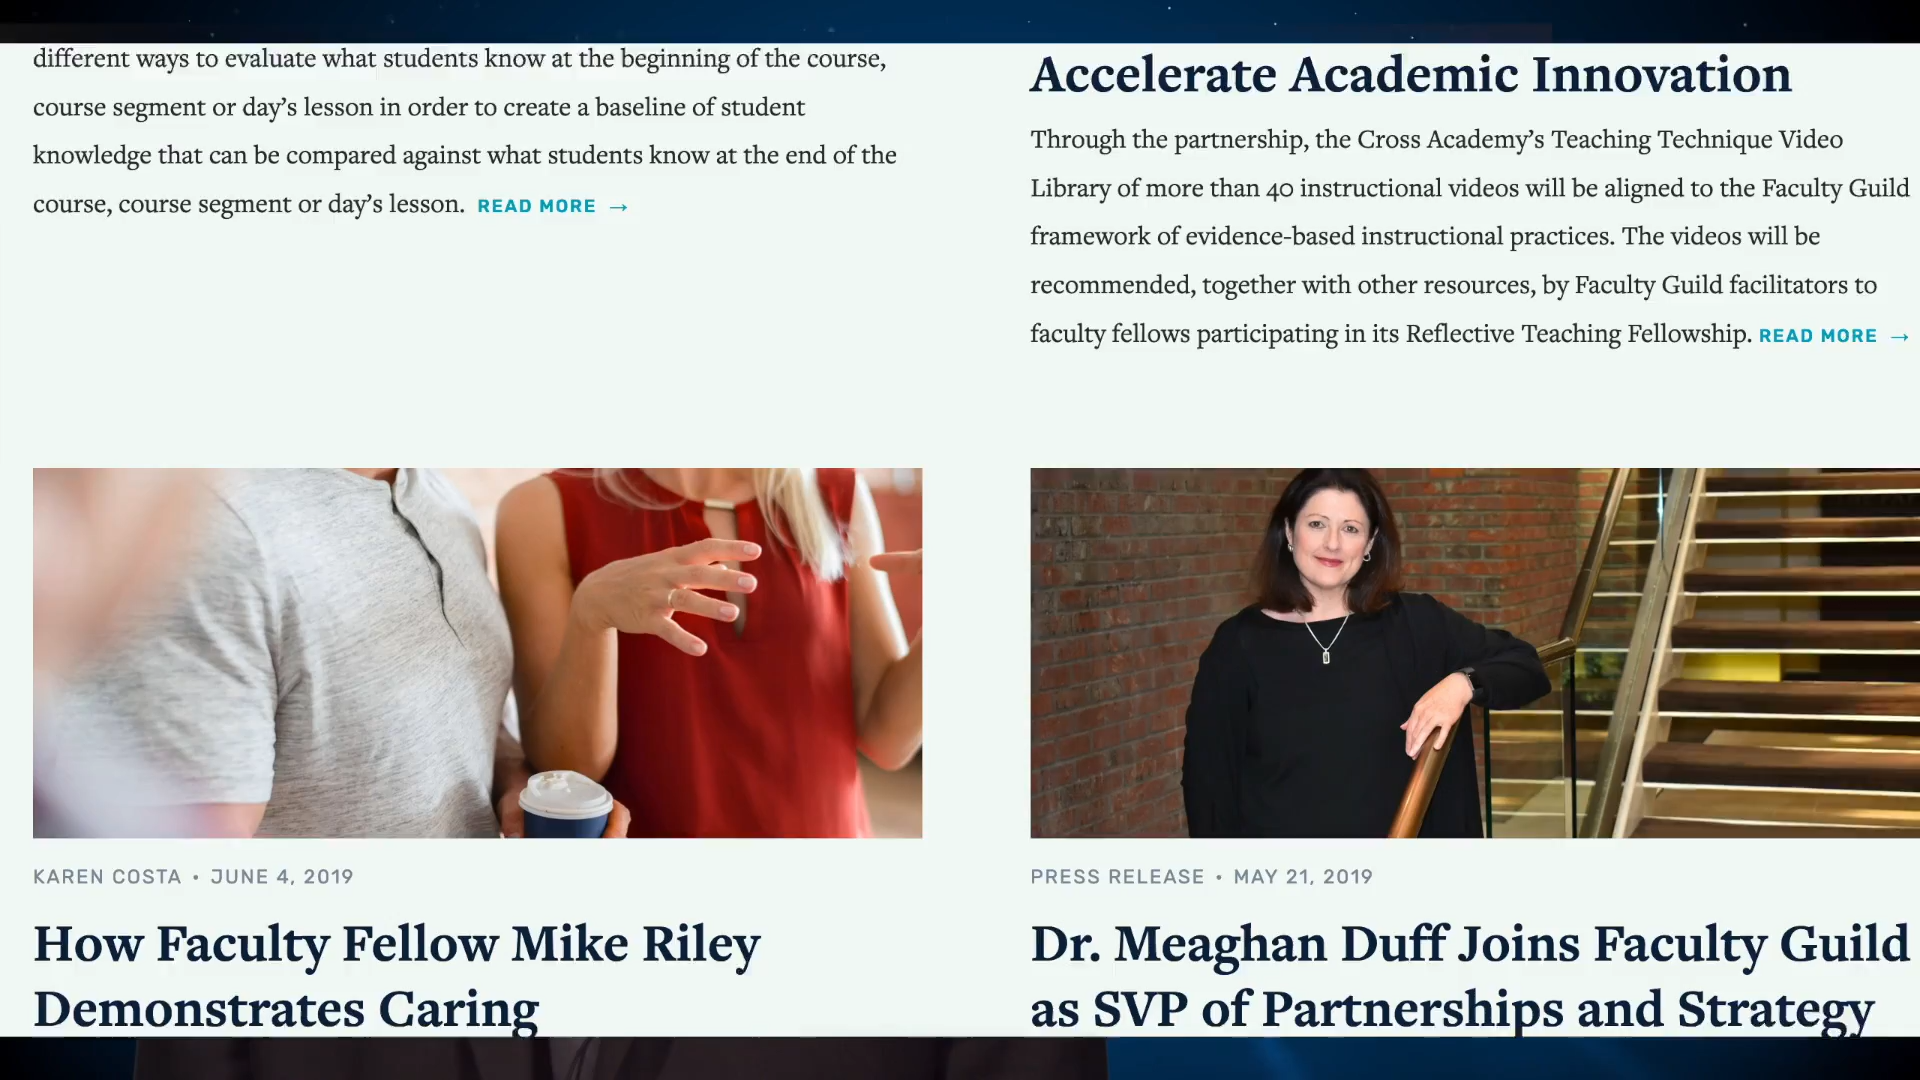 different ways to evaluate what students know at the beginning of the course,
course segment or day’s lesson in order to create a baseline of student
knowledge that can be compared against what students know at the end of the
course, course segment or day’s lesson. READ MORE →
Accelerate Academic Innovation
Through the partnership, the Cross Academy’s Teaching Technique Video
Library of more than 40 instructional videos will be aligned to the Faculty Guild
framework of evidence-based instructional practices. The videos will be
recommended, together with other resources, by Faculty Guild facilitators to
faculty fellows participating in its Reflective Teaching Fellowship. READ MORE →
KAREN COSTA • JUNE 4, 2019
How Faculty Fellow Mike Riley
Demonstrates Caring
PRESS RELEASE • MAY 21, 2019
Dr. Meaghan Duff Joins Faculty Guild
as SVP of Partnerships and Strategy